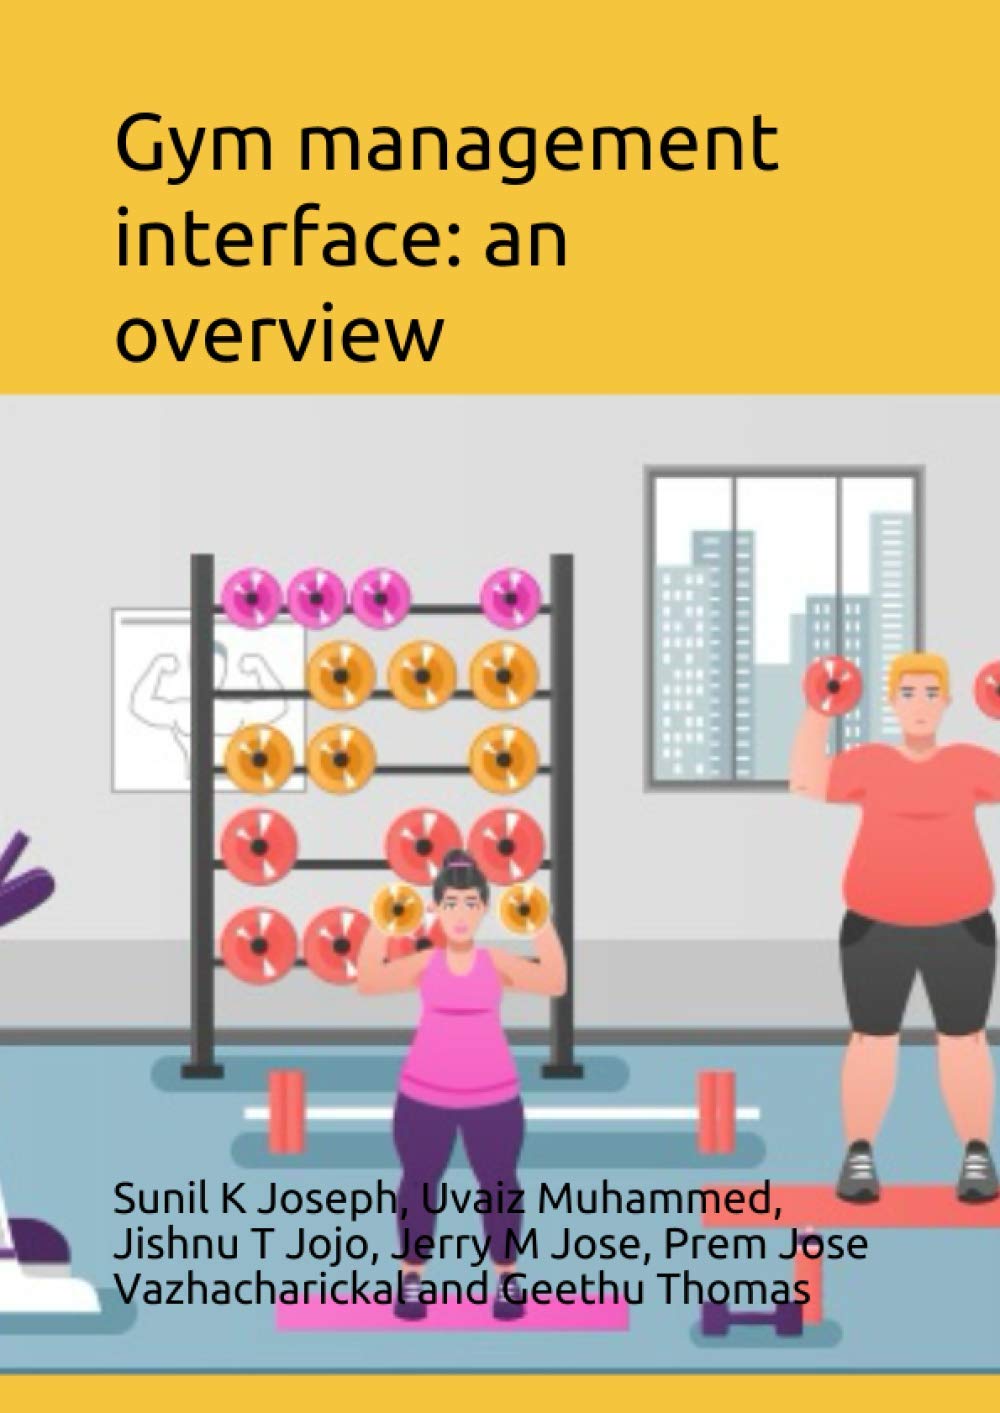 Gym management
interface: an
overview
Sunil K Joseph, Uvaiz Muhammed,
Jishnu T Jojo, Jerry M Jose, Prem Jose
Vazhacharickal and Geethu Thomas